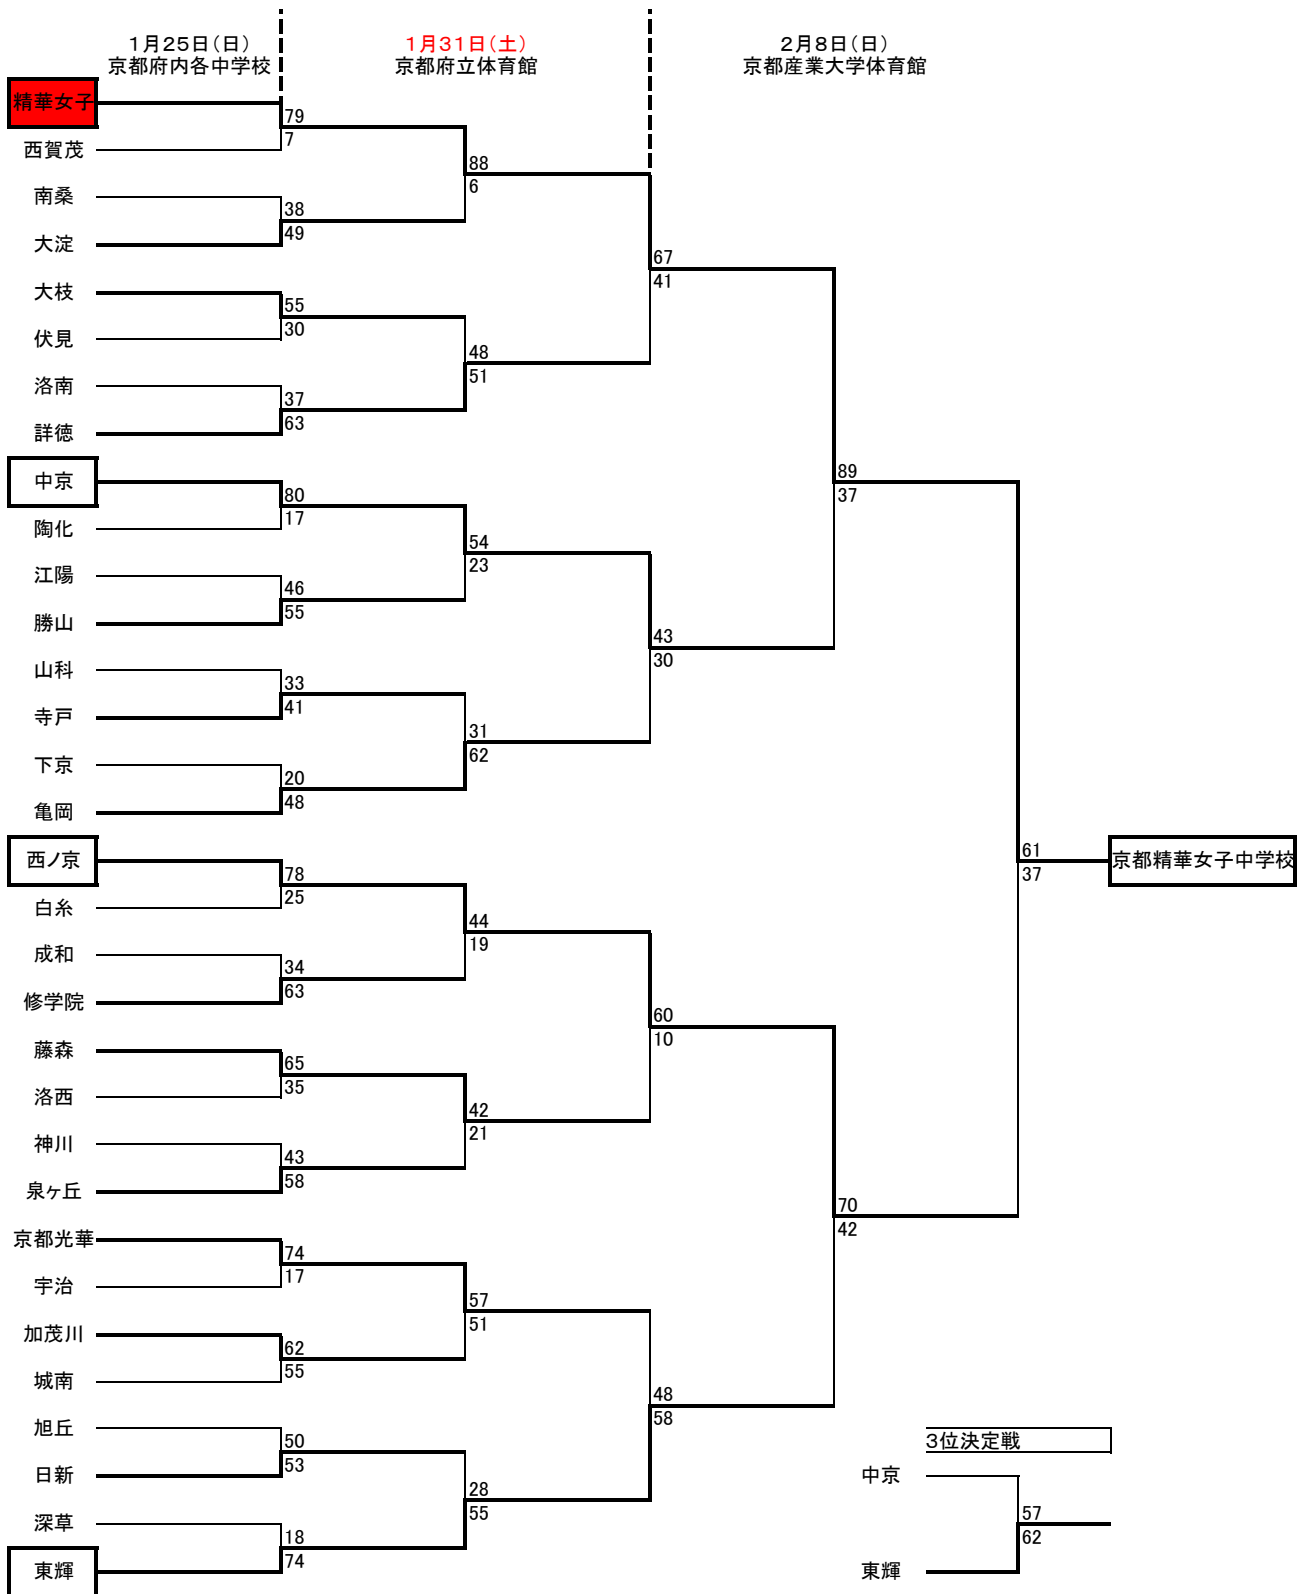 1月25日(日)
京都府内各中学校
1月31日(土)
京都府立体育館
2月8日(日)
京都産業大学体育館
精華女子
79
7
西賀茂
88
6
南桑
38
49
大淀
67
41
大枝
55
30
伏見
48
51
洛南
37
63
詳徳
89
37
中京
80
17
陶化
54
23
江陽
46
55
勝山
43
30
山科
33
41
寺戸
31
62
下京
20
48
亀岡
61
37
京都精華女子中学校
西ノ京
78
25
白糸
44
19
成和
34
63
修学院
60
10
藤森
65
35
洛西
42
21
神川
43
58
泉ヶ丘
70
42
京都光華
74
17
宇治
57
51
加茂川
62
55
城南
48
58
旭丘
50
53
日新
28
55
深草
18
74
東輝
3位決定戦
中京
57
62
東輝